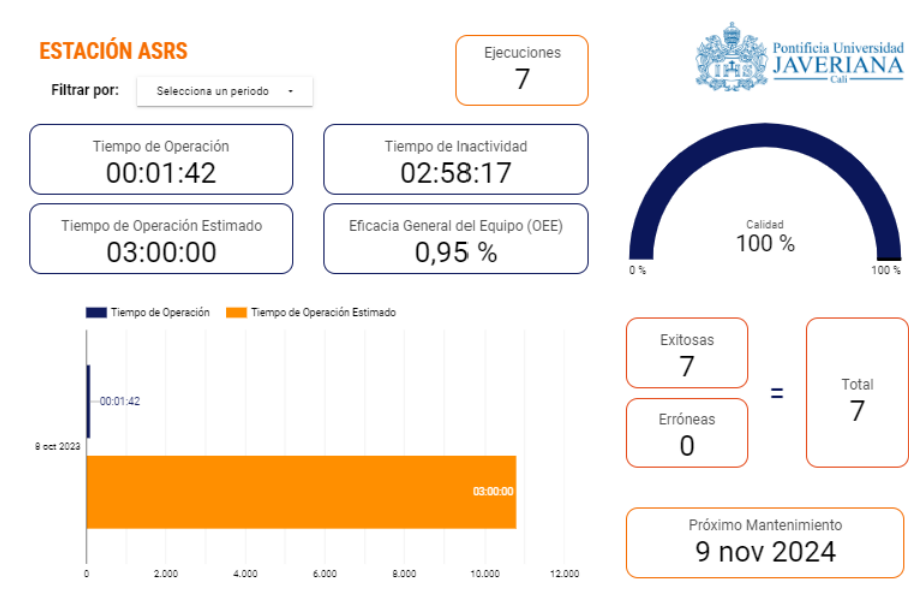 ESTACIÓN ASRS
Filtrar por:
Selecciona un periodo
Ejecuciones
7
IHS
Pontificia Universidad
JAVERIANA
Cali
Tiempo de Operación
00:01:42
Tiempo de Inactividad
02:58:17
Tiempo de Operación Estimado
03:00:00
Eficacia General del Equipo (OEE)
0,95 %
Calidad
100 %
0 %
100 %
Tiempo de Operación
Tiempo de Operación Estimado
00:01:42
03:00:00
8 oct 2023
0
2.000
4.000
6.000
8.000
10.000
12.000
Exitosas
7
Erróneas
0
=
Total
7
Próximo Mantenimiento
9 nov 2024